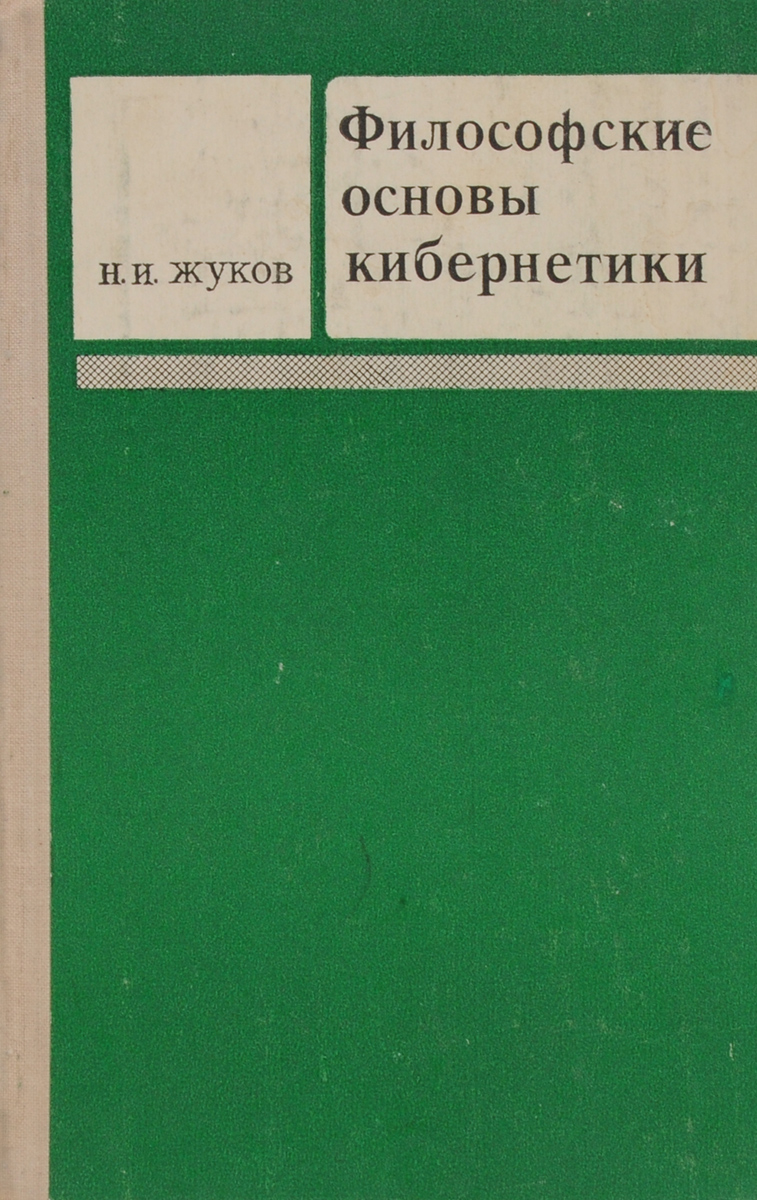 Н. И. ЖУКОВ
Философские
основы
кибернетики